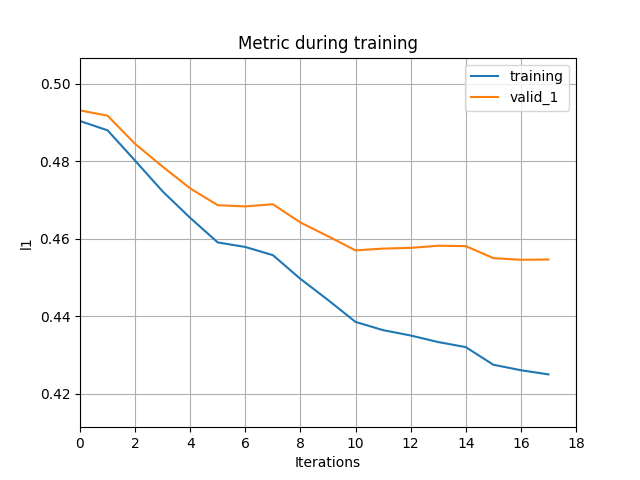 Metric during training
training
valid_1
0.50
0.48
0.46
0.44
0.42
l1
0 2 4 6 8 10 12 14 16 18
Iterations